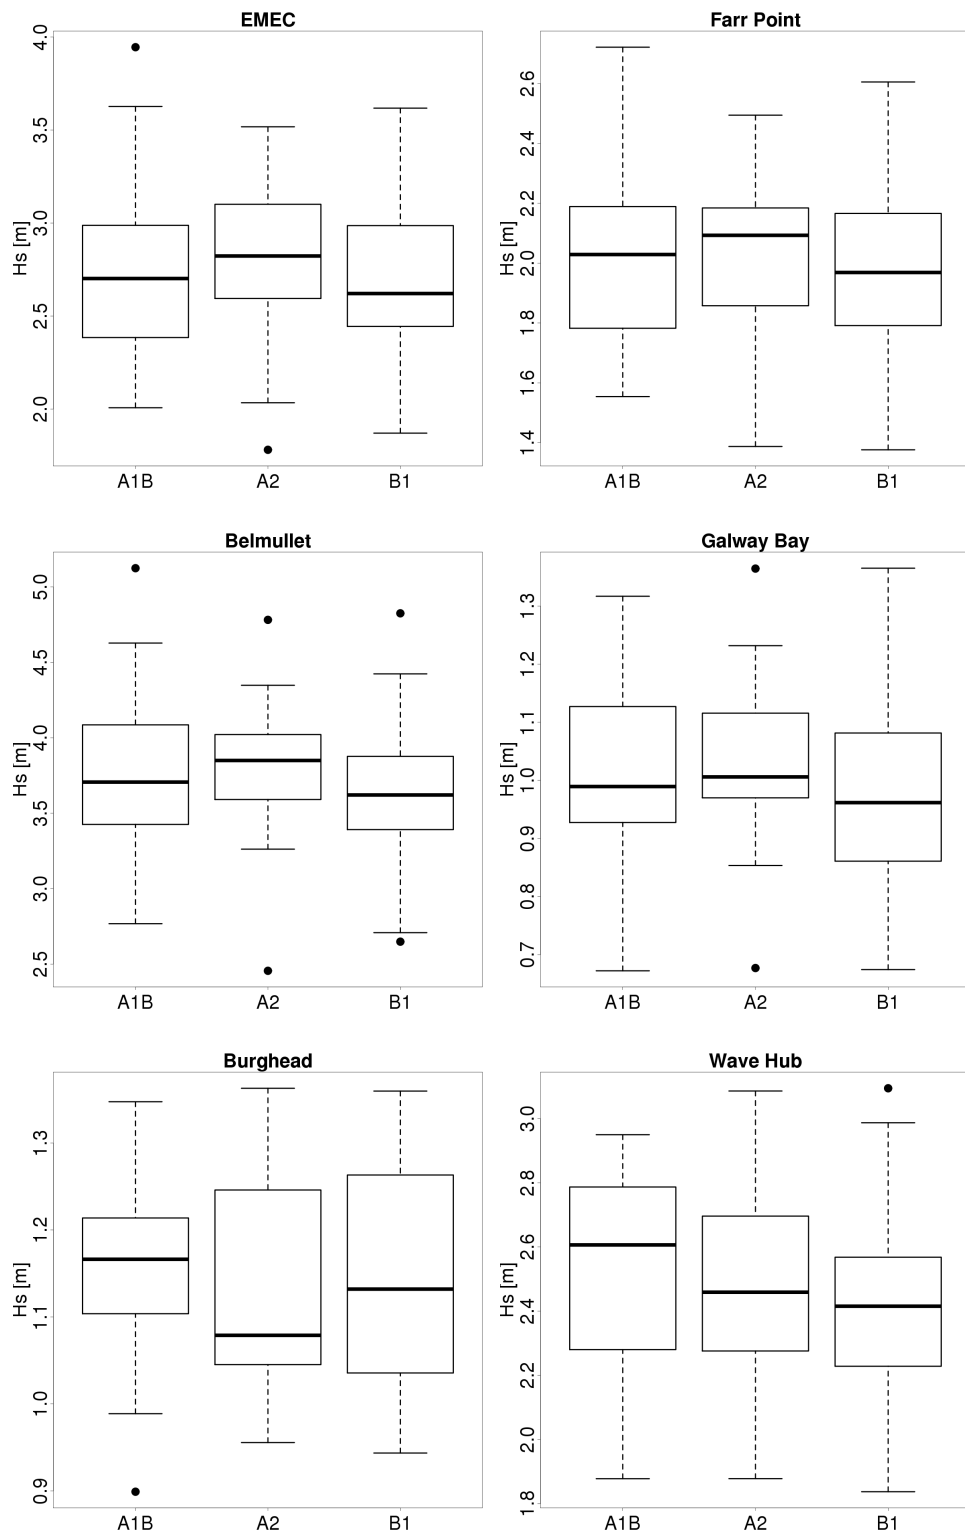 EMEC
Hs [m]
4.0
3.5
3.0
2.5
2.0
A1B A2 B1
Farr Point
Hs [m]
2.6
2.4
2.2
2.0
1.8
1.6
1.4
A1B A2 B1
Belmullet
Hs [m]
5.0
4.5
4.0
3.5
3.0
2.5
A1B A2 B1
Galway Bay
Hs [m]
1.3
1.2
1.1
1.0
0.9
0.8
0.7
A1B A2 B1
Burghead
Hs [m]
1.3
1.2
1.1
1.0
0.9
A1B A2 B1
Wave Hub
Hs [m]
3.0
2.8
2.6
2.4
2.2
2.0
1.8
A1B A2 B1